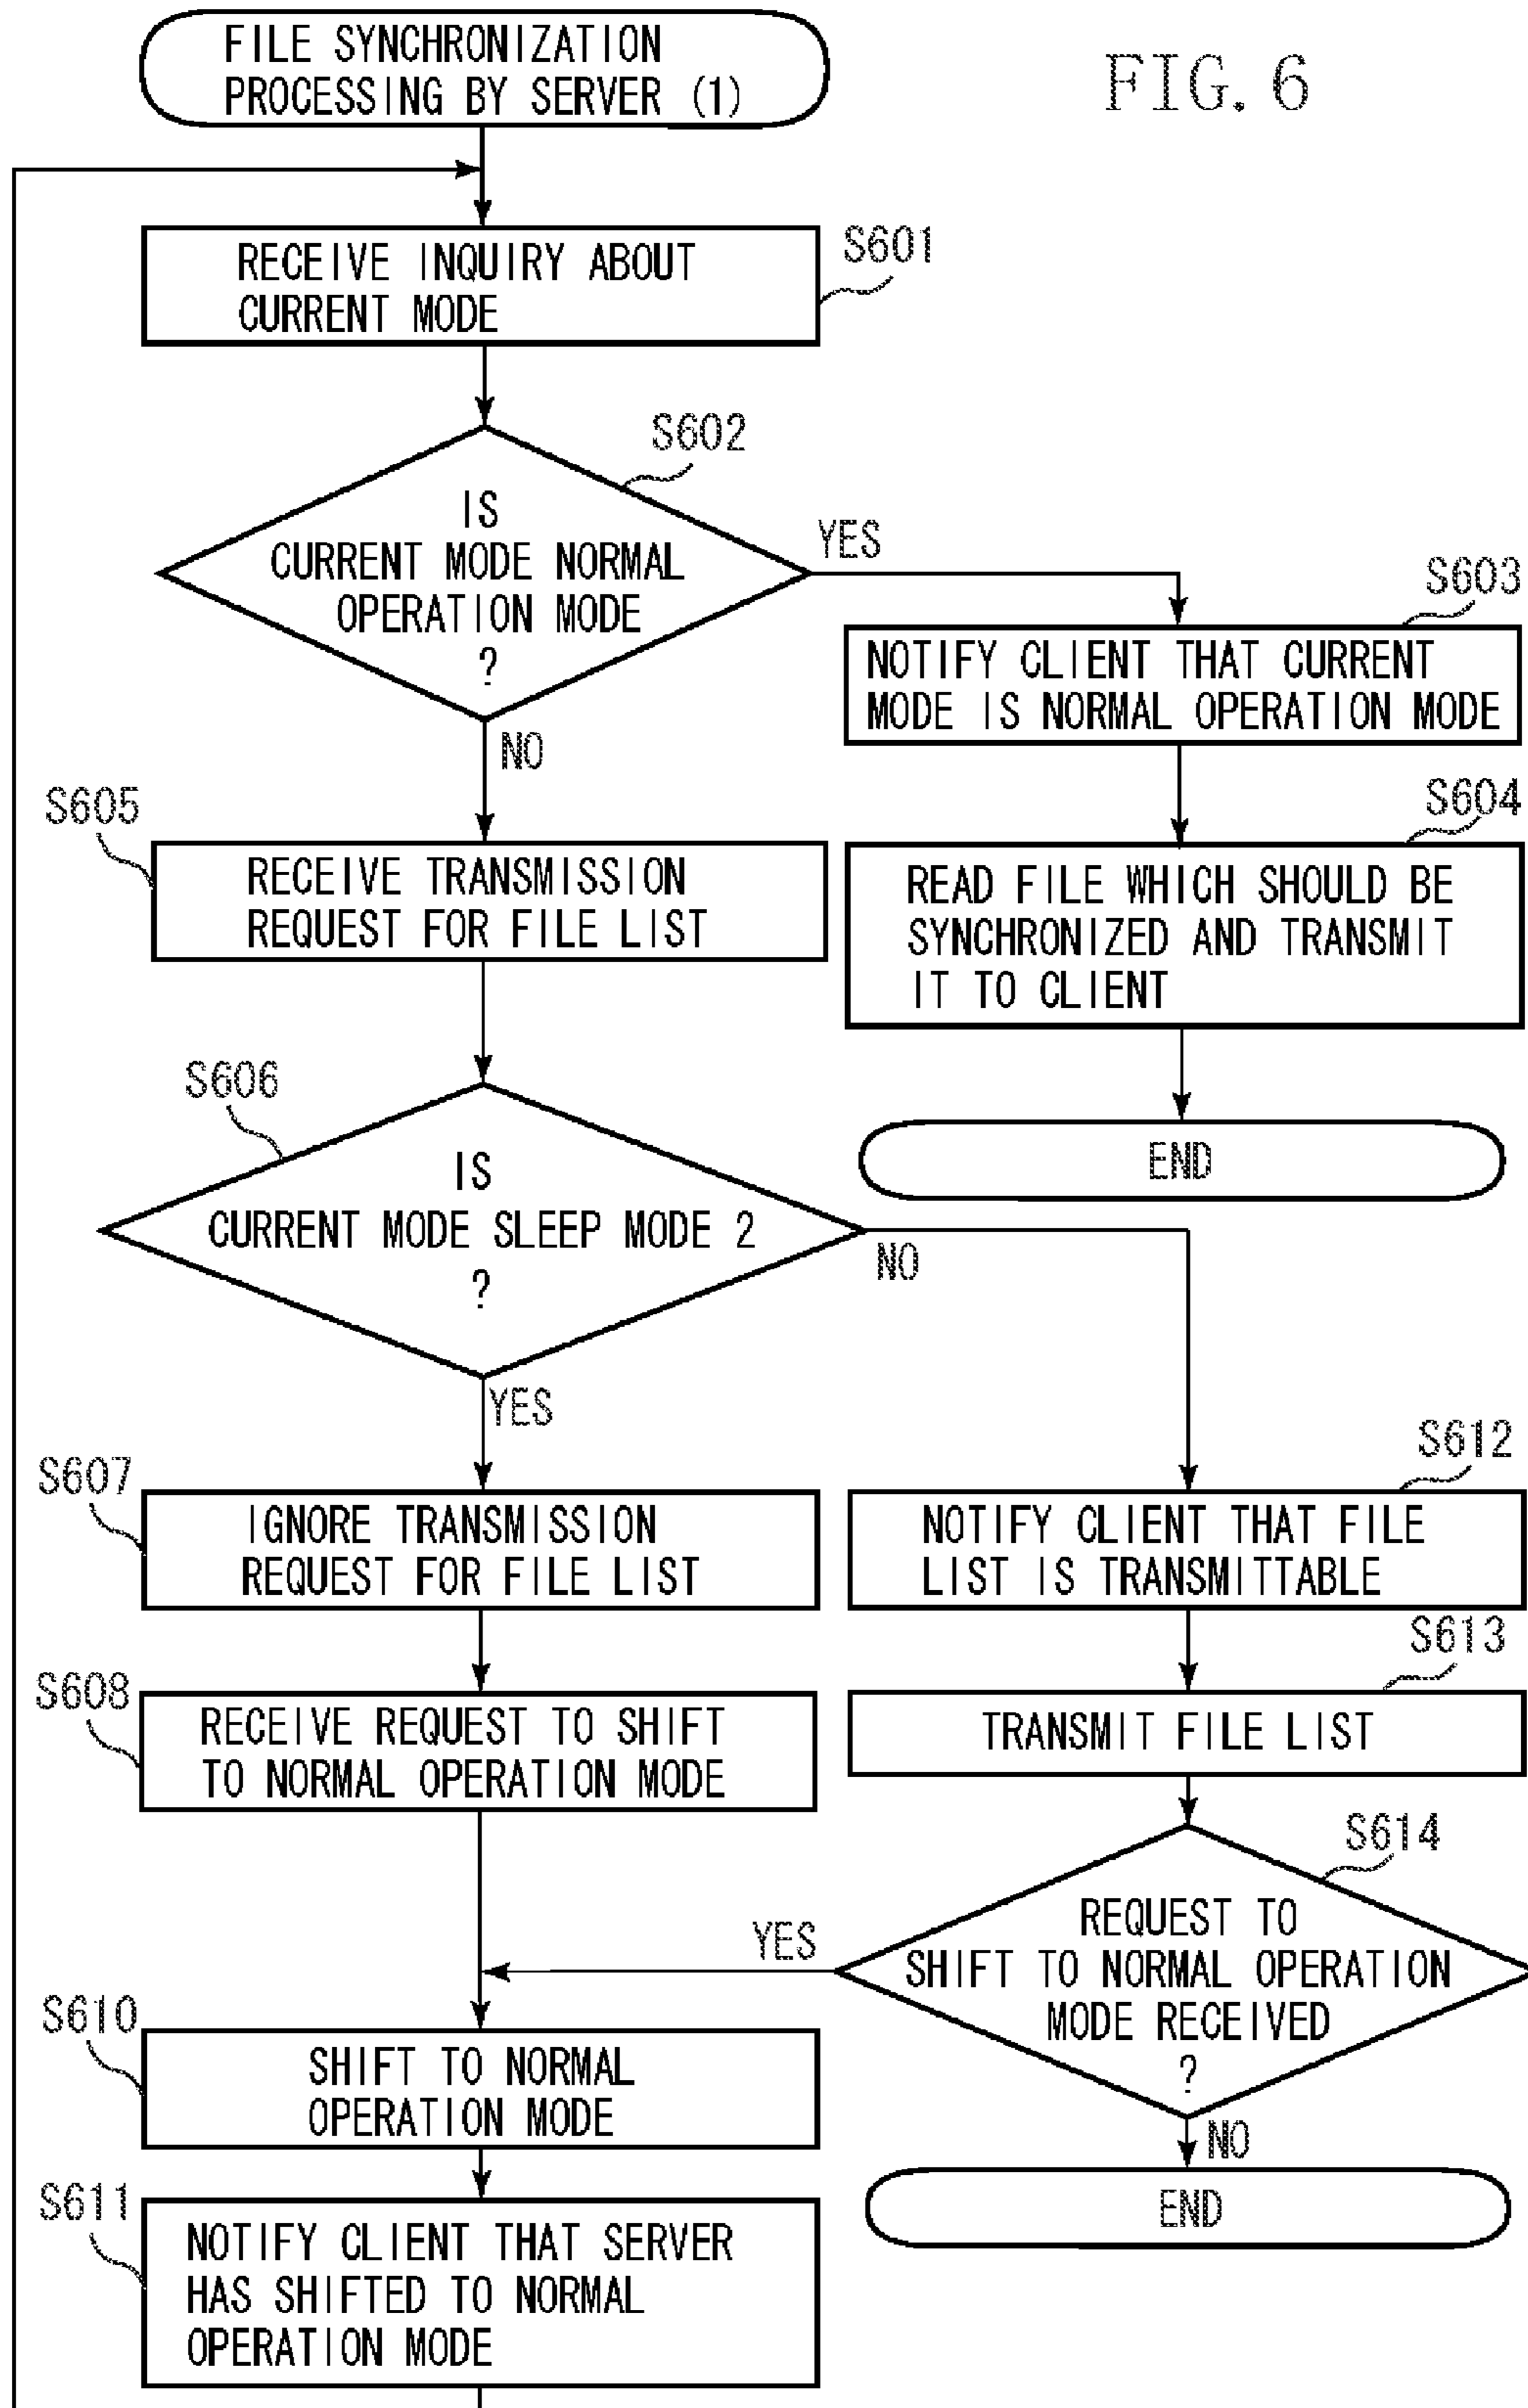 FILE SYNCHRONIZATION
PROCESSING BY SERVER (1)
FIG. 6
RECEIVE INQUIRY ABOUT
CURRENT MODE
S601
S602
IS
CURRENT MODE NORMAL
OPERATION MODE
?
YES
NO
S603
NOTIFY CLIENT THAT CURRENT
MODE IS NORMAL OPERATION MODE
S604
READ FILE WHICH SHOULD BE
SYNCHRONIZED AND TRANSMIT
IT TO CLIENT
END
S605
RECEIVE TRANSMISSION
REQUEST FOR FILE LIST
S606
IS
CURRENT MODE SLEEP MODE 2
?
NO
YES
S607
IGNORE TRANSMISSION
REQUEST FOR FILE LIST
S608
RECEIVE REQUEST TO SHIFT
TO NORMAL OPERATION MODE
S612
NOTIFY CLIENT THAT FILE
LIST IS TRANSMITTABLE
S613
TRANSMIT FILE LIST
S614
REQUEST TO
SHIFT TO NORMAL OPERATION
MODE RECEIVED
?
YES
NO
END
S610
SHIFT TO NORMAL
OPERATION MODE
S611
NOTIFY CLIENT THAT SERVER
HAS SHIFTED TO NORMAL
OPERATION MODE